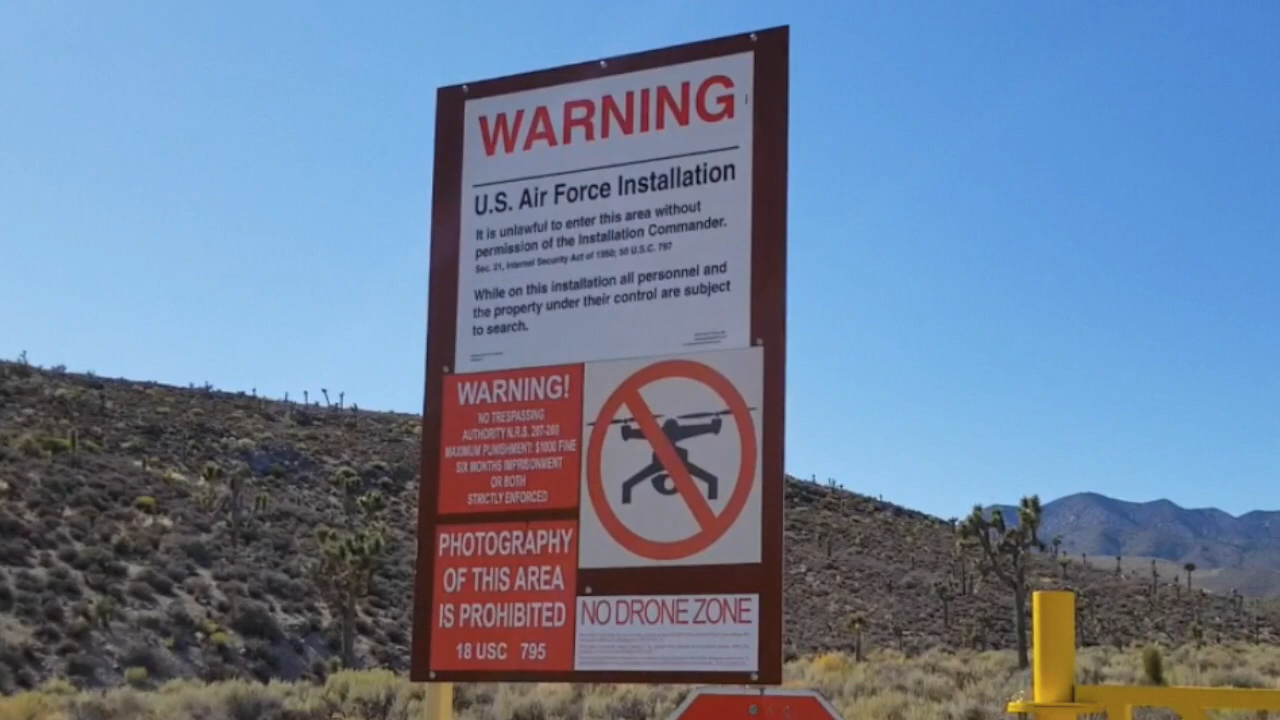 WARNING
U.S. Air Force Installation
It is unlawful to enter this area without
permission of the Installation Commander.
Sec. 21, Internal Security Act of 1950; 50 U.S.C. 797
While on this installation all personnel and
the property under their control are subject
to search.
WARNING!
NO TRESPASSING
AUTHORITY N.R.S. 207-200
MAXIMUM PUNISHMENT: $1000 FINE
SIX MONTHS IMPRISONMENT
OR BOTH
STRICTLY ENFORCED
PHOTOGRAPHY
OF THIS AREA
IS PROHIBITED
18 USC 795
NO DRONE ZONE